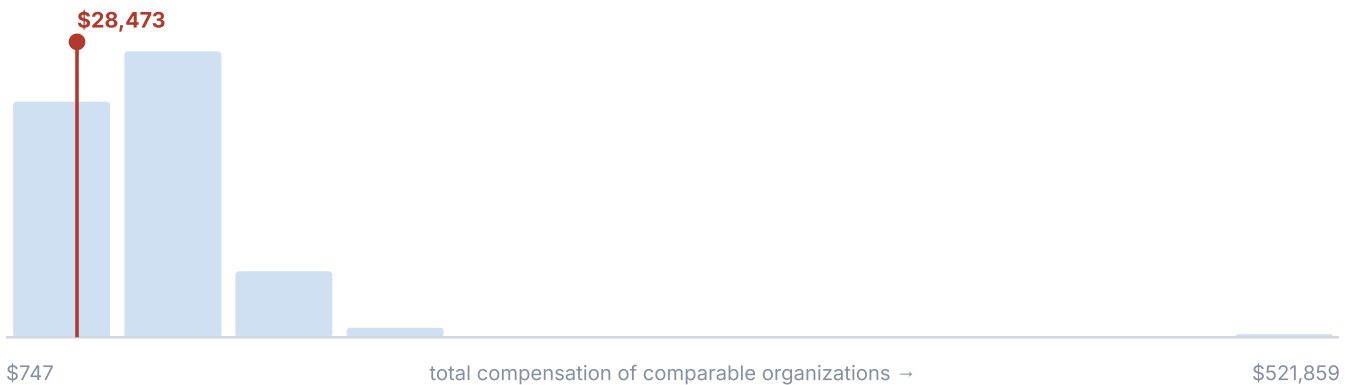 $28,473
$747
total compensation of comparable organizations →
$521,859